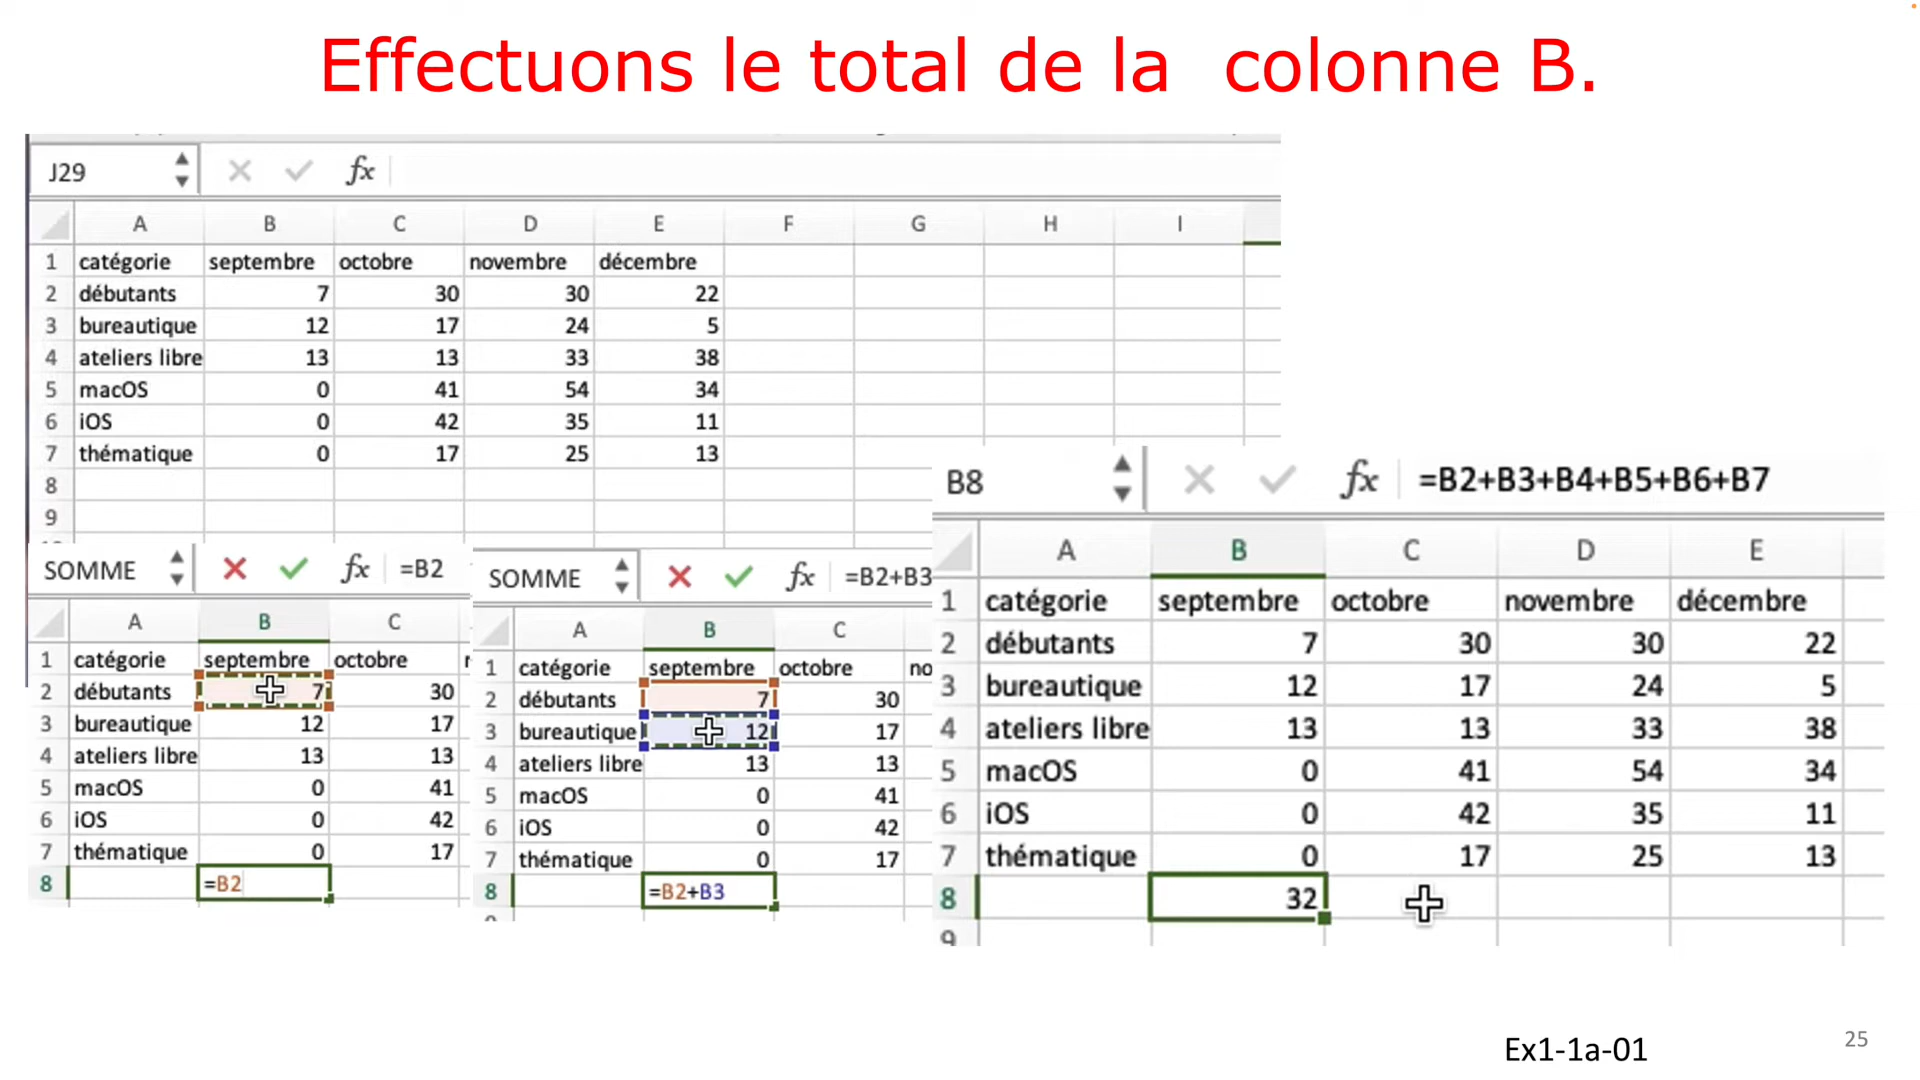 Effectuons le total de la colonne B.
J29 fx
A B C D E F G H I
1 catégorie septembre octobre novembre décembre
2 débutants 7 30 30 22
3 bureautique 12 17 24 5
4 ateliers libre 13 13 33 38
5 macOS 0 41 54 34
6 iOS 0 42 35 11
7 thématique 0 17 25 13
8
9
SOMME fx =B2
A B C
1 catégorie septembre octobre
2 débutants 7 30
3 bureautique 12 17
4 ateliers libre 13 13
5 macOS 0 41
6 iOS 0 42
7 thématique 0 17
8 =B2
SOMME fx =B2+B3
A B C
1 catégorie septembre octobre no
2 débutants 7 30
3 bureautique 12 17
4 ateliers libre 13 13
5 macOS 0 41
6 iOS 0 42
7 thématique 0 17
8 =B2+B3
B8 fx =B2+B3+B4+B5+B6+B7
A B C D E
1 catégorie septembre octobre novembre décembre
2 débutants 7 30 30 22
3 bureautique 12 17 24 5
4 ateliers libre 13 13 33 38
5 macOS 0 41 54 34
6 iOS 0 42 35 11
7 thématique 0 17 25 13
8 32
9
Ex1-1a-01
25